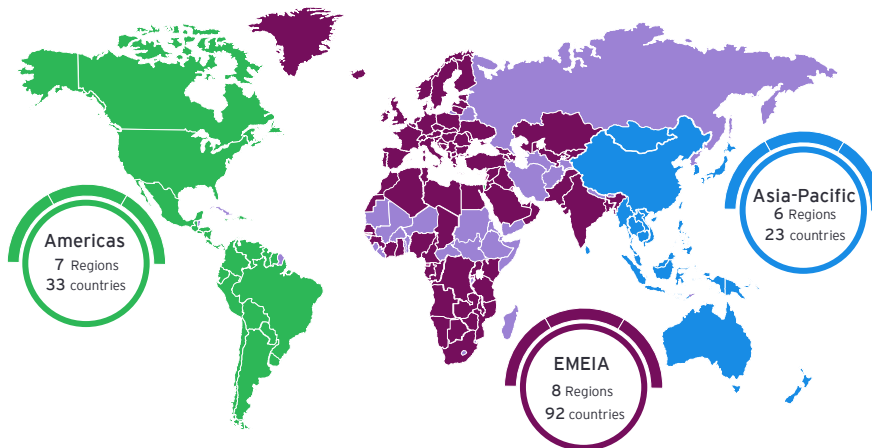 Americas
7 Regions
33 countries
Asia-Pacific
6 Regions
23 countries
EMEIA
8 Regions
92 countries